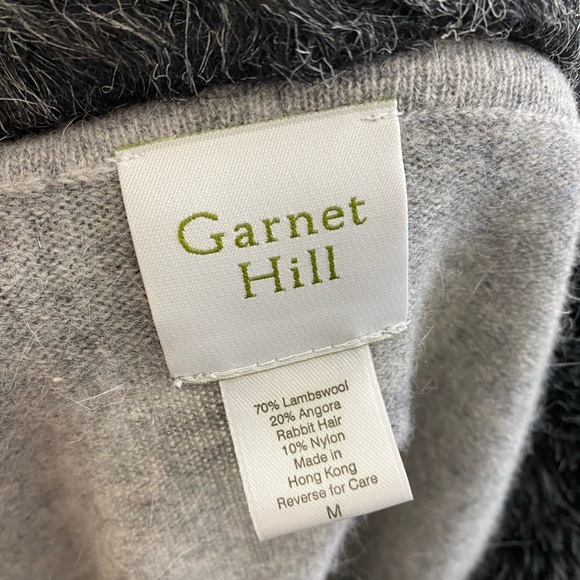 Garnet
Hill
70% Lambswool
20% Angora
Rabbit Hair
10% Nylon
Made in
Hong Kong
Reverse for Care
M